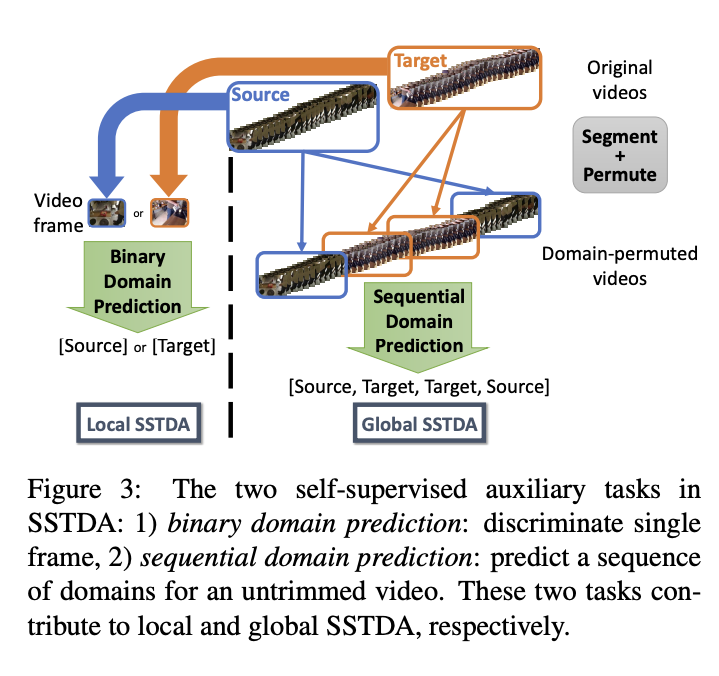 Target
Source
Original
videos
Segment
+
Permute
Video
frame
or
Domain-permuted
videos
Binary
Domain
Prediction
Sequential
Domain
Prediction
[Source] or [Target]
[Source, Target, Target, Source]
Local SSTDA
Global SSTDA
Figure 3: The two self-supervised auxiliary tasks in
SSTDA: 1) binary domain prediction: discriminate single
frame, 2) sequential domain prediction: predict a sequence
of domains for an untrimmed video. These two tasks con-
tribute to local and global SSTDA, respectively.